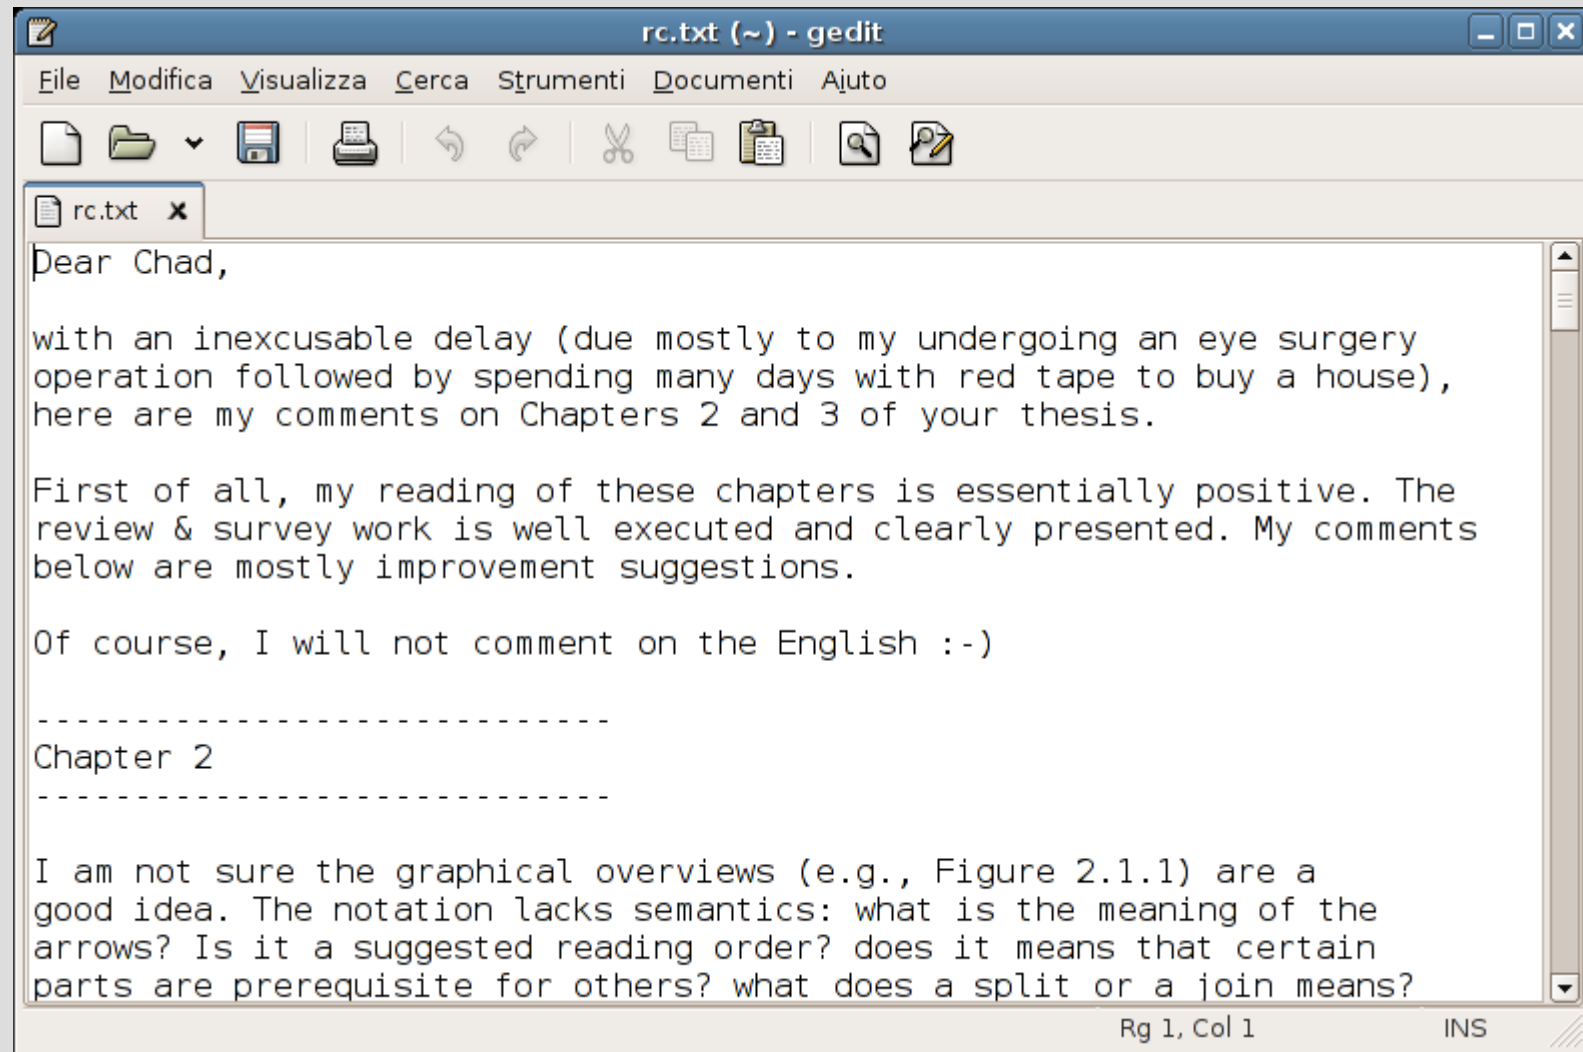 rc.txt (~) - gedit
File Modifica Visualizza Cerca Strumenti Documenti Aiuto
rc.txt
Dear Chad,
with an inexcusable delay (due mostly to my undergoing an eye surgery
operation followed by spending many days with red tape to buy a house),
here are my comments on Chapters 2 and 3 of your thesis.
First of all, my reading of these chapters is essentially positive. The
review & survey work is well executed and clearly presented. My comments
below are mostly improvement suggestions.
Of course, I will not comment on the English :-)
-----------------------------
Chapter 2
-----------------------------
I am not sure the graphical overviews (e.g., Figure 2.1.1) are a
good idea. The notation lacks semantics: what is the meaning of the
arrows? Is it a suggested reading order? does it means that certain
parts are prerequisite for others? what does a split or a join means?
Rg 1, Col 1 INS